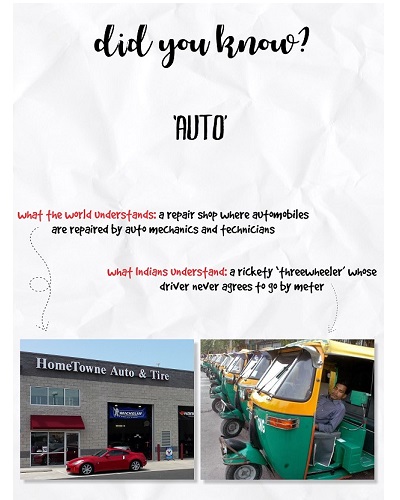 did you know?
'AUTO'
what the world understands: a repair shop where automobiles
are repaired by auto mechanics and technicians
what Indians understand: a rickety 'threewheeler' whose
driver never agrees to go by meter
HomeTowne Auto & Tire
MICHELIN